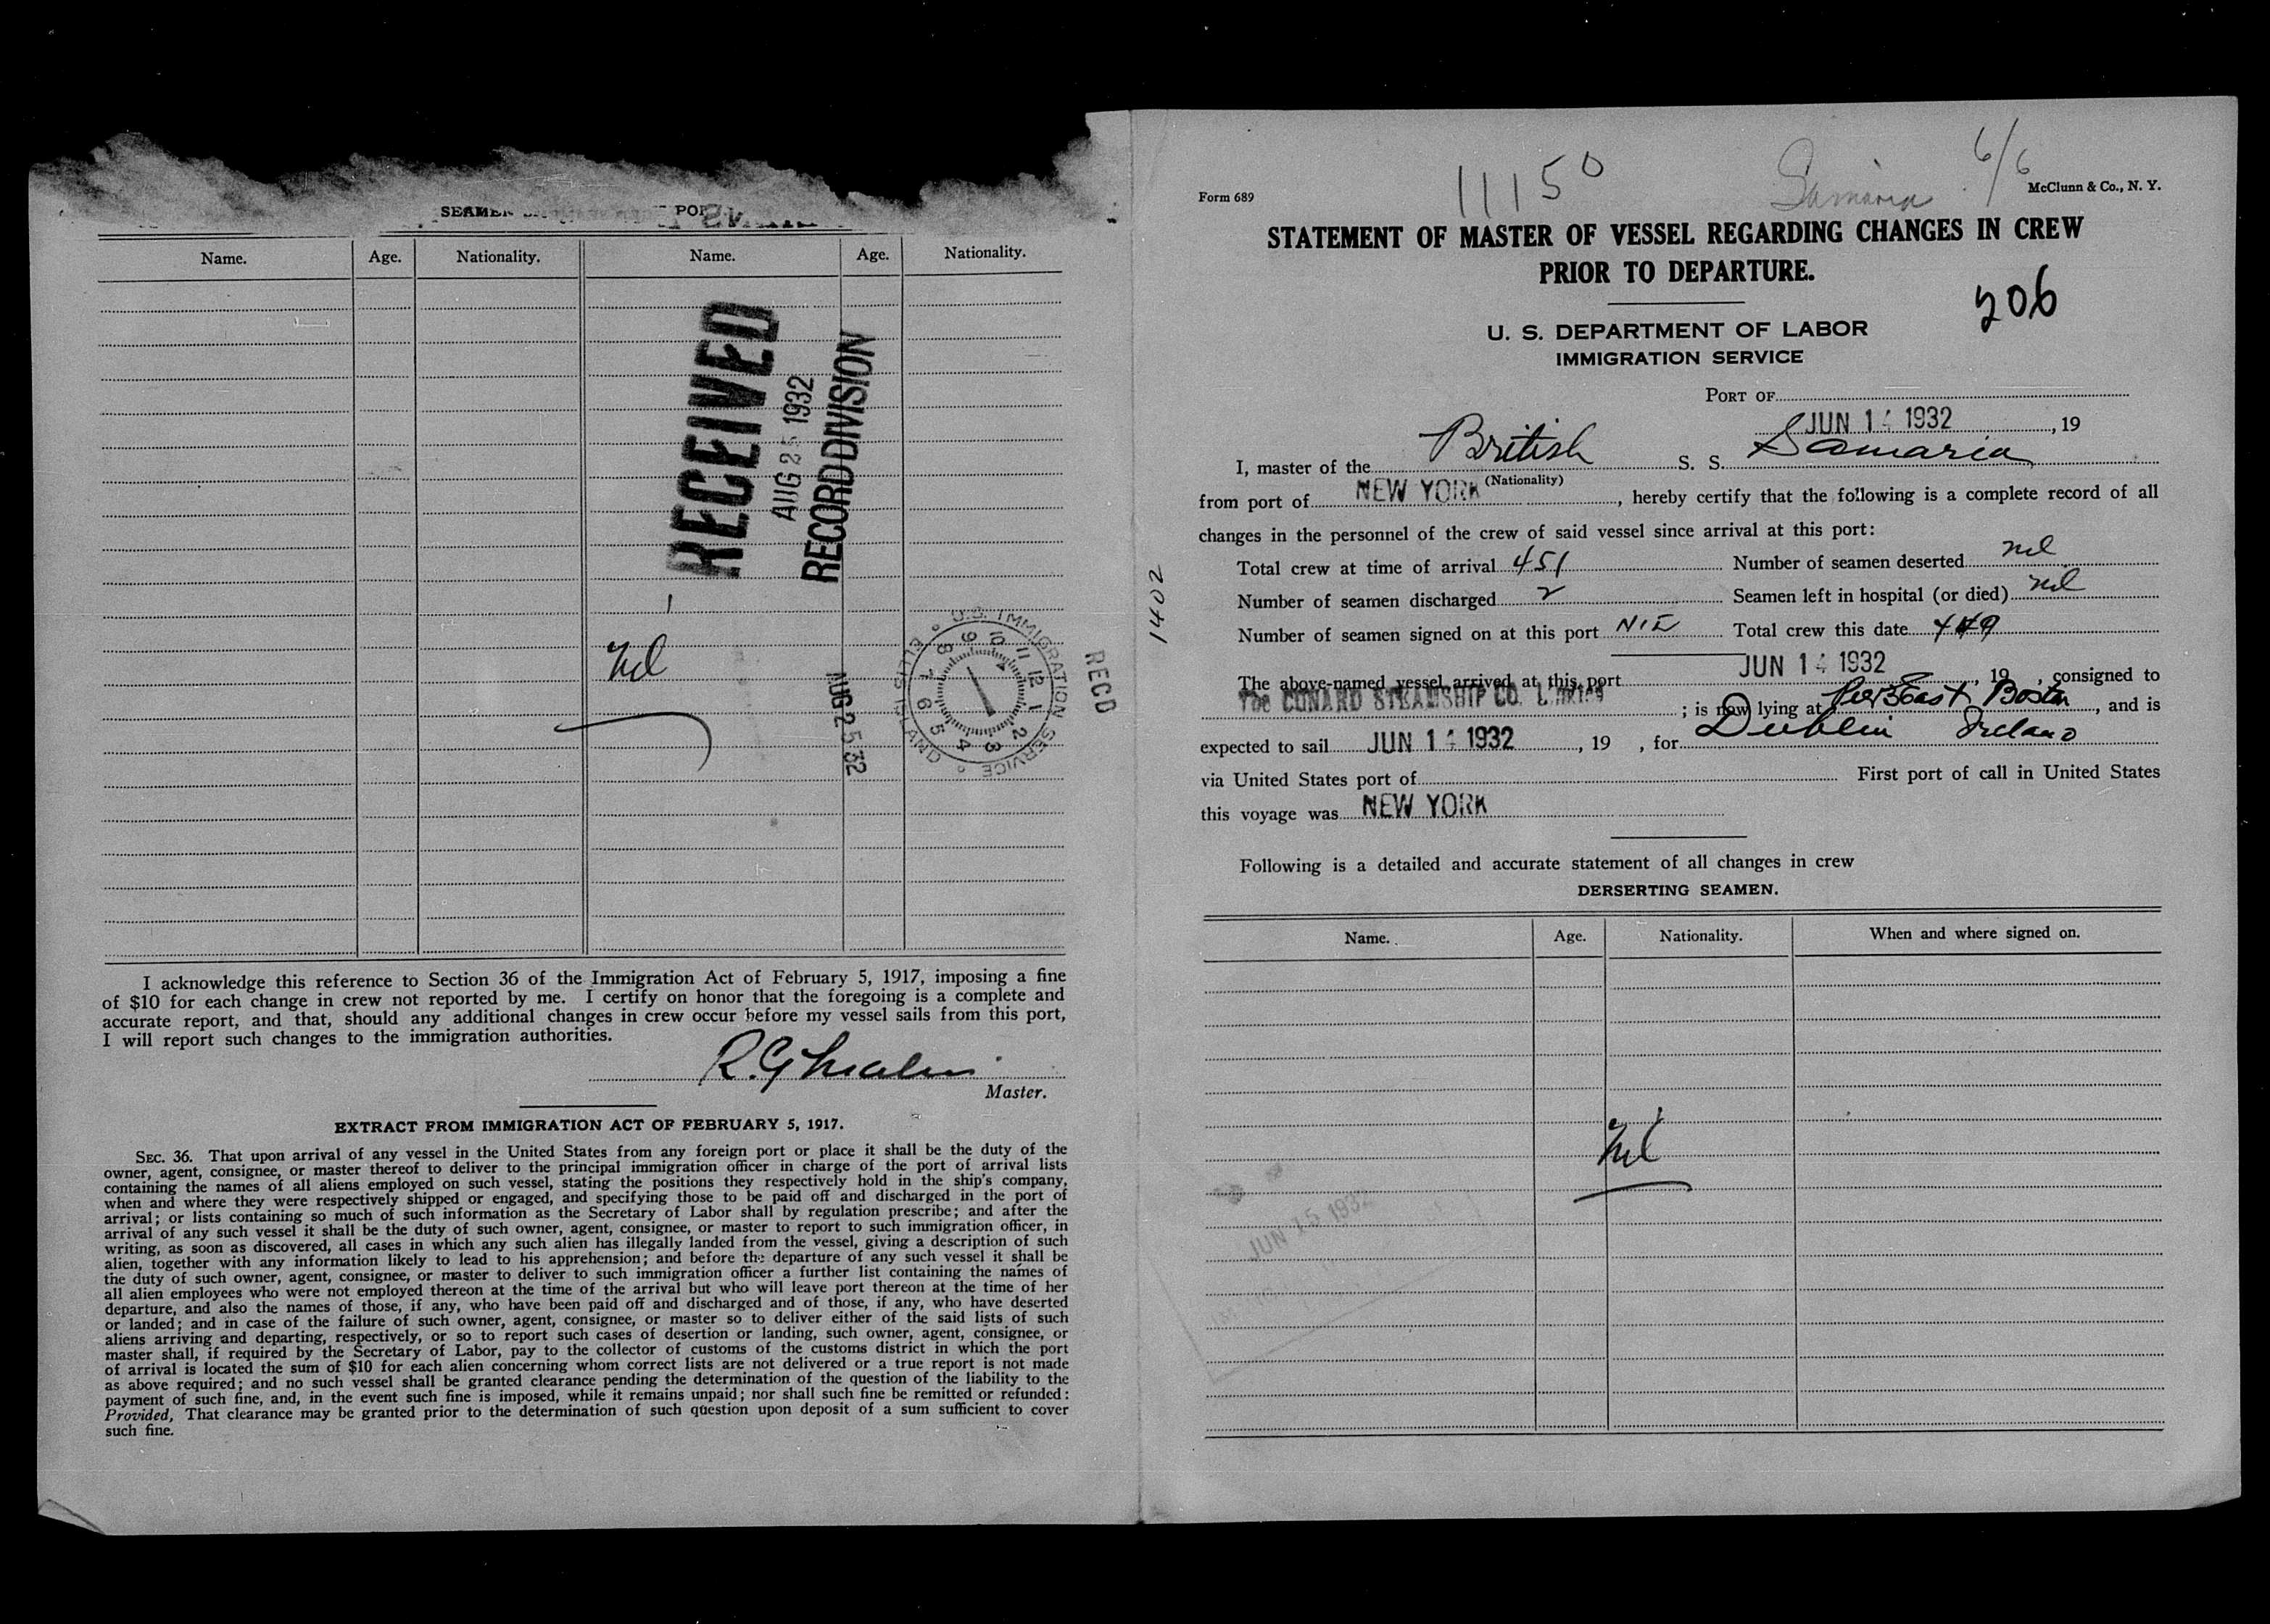 SEAMEN
Name. Age. Nationality. Name. Age. Nationality.
RECEIVED
AUG 25 1932
RECORD DIVISION
nil
U.S. IMMIGRATION SERVICE
ELLIS ISLAND
9 10 11 12 1 2 3 4 5 6 7 8
AUG 25 32
RECD
I acknowledge this reference to Section 36 of the Immigration Act of February 5, 1917, imposing a fine
of $10 for each change in crew not reported by me. I certify on honor that the foregoing is a complete and
accurate report, and that, should any additional changes in crew occur before my vessel sails from this port,
I will report such changes to the immigration authorities.
Master.
EXTRACT FROM IMMIGRATION ACT OF FEBRUARY 5, 1917.
SEC. 36. That upon arrival of any vessel in the United States from any foreign port or place it shall be the duty of the
owner, agent, consignee, or master thereof to deliver to the principal immigration officer in charge of the port of arrival lists
containing the names of all aliens employed on such vessel, stating the positions they respectively hold in the ship's company,
when and where they were respectively shipped or engaged, and specifying those to be paid off and discharged in the port of
arrival; or lists containing so much of such information as the Secretary of Labor shall by regulation prescribe; and after the
arrival of any such vessel it shall be the duty of such owner, agent, consignee, or master to report to such immigration officer, in
writing, as soon as discovered, all cases in which any such alien has illegally landed from the vessel, giving a description of such
alien, together with any information likely to lead to his apprehension; and before the departure of any such vessel it shall be
the duty of such owner, agent, consignee, or master to deliver to such immigration officer a further list containing the names of
all alien employees who were not employed thereon at the time of the arrival but who will leave port thereon at the time of her
departure, and also the names of those, if any, who have been paid off and discharged and of those, if any, who have deserted
or landed; and in case of the failure of such owner, agent, consignee, or master so to deliver either of the said lists of such
aliens arriving and departing, respectively, or so to report such cases of desertion or landing, such owner, agent, consignee, or
master shall, if required by the Secretary of Labor, pay to the collector of customs of the customs district in which the port
of arrival is located the sum of $10 for each alien concerning whom correct lists are not delivered or a true report is not made
as above required; and no such vessel shall be granted clearance pending the determination of the question of the liability to the
payment of such fine, and, in the event such fine is imposed, while it remains unpaid; nor shall such fine be remitted or refunded:
Provided, That clearance may be granted prior to the determination of such question upon deposit of a sum sufficient to cover
such fine.
11150 Samaria 6/6
Form 689 McClunn & Co., N. Y.
STATEMENT OF MASTER OF VESSEL REGARDING CHANGES IN CREW
PRIOR TO DEPARTURE.
206
U. S. DEPARTMENT OF LABOR
IMMIGRATION SERVICE
PORT OF
JUN 14 1932, 19
I, master of the British S. S. Samaria
(Nationality)
from port of NEW YORK, hereby certify that the following is a complete record of all
changes in the personnel of the crew of said vessel since arrival at this port:
Total crew at time of arrival 451 Number of seamen deserted nil
Number of seamen discharged 2 Seamen left in hospital (or died) nil
Number of seamen signed on at this port NIL Total crew this date 449
1402
The above-named vessel arrived at this port JUN 14 1932, 19 , consigned to
The CUNARD STEAMSHIP CO. Limited ; is now lying at East Boston, and is
expected to sail JUN 14 1932, 19 , for Dublin Ireland
via United States port of First port of call in United States
this voyage was NEW YORK
Following is a detailed and accurate statement of all changes in crew
DERSERTING SEAMEN.
Name. Age. Nationality. When and where signed on.
nil
JUN 15 1932